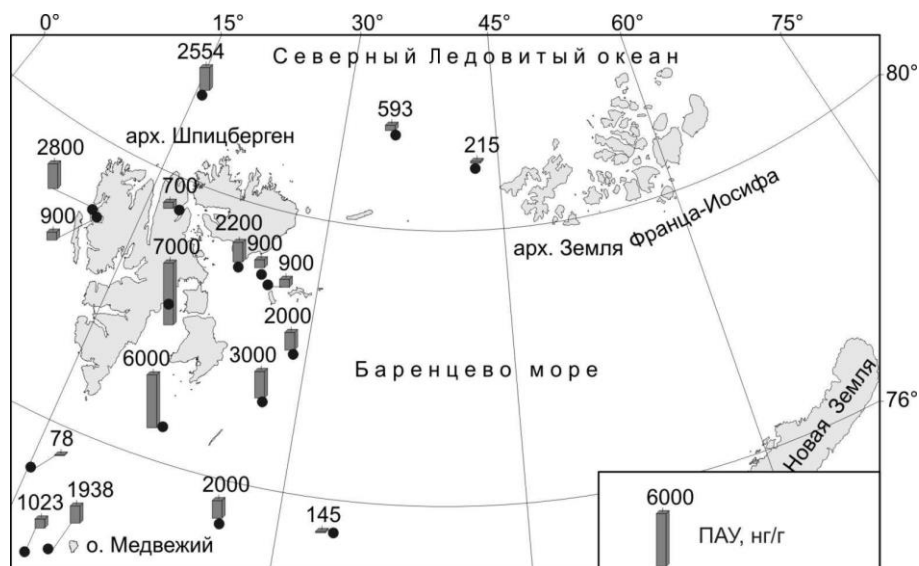 0° 15° 30° 45° 60° 75°
2554
Северный Ледовитый океан
80°
593
арх. Шпицберген
215
2800
700
900
2200
Франца-Иосифа
арх. Земля
900
7000
900
2000
6000
3000
Баренцево море
76°
Новая Земля
78
1023
1938
2000
145
о. Медвежий
6000
ПАУ, нг/г